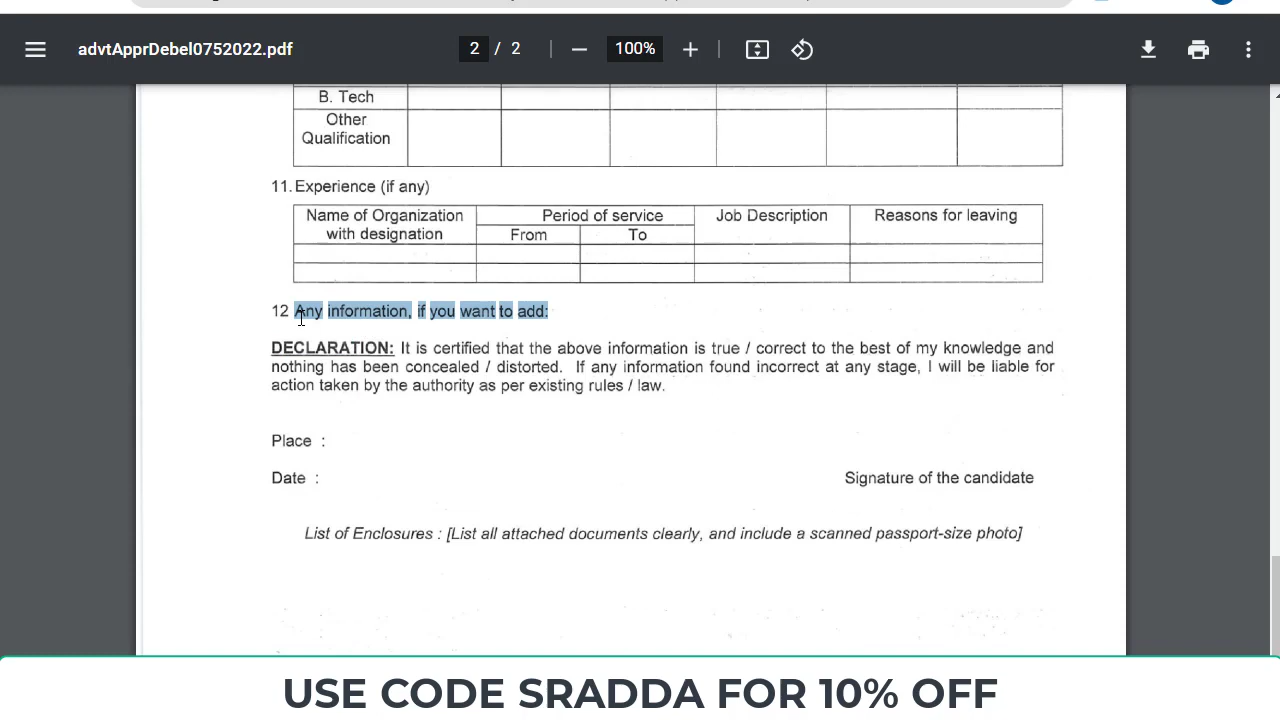 advtApprDebel0752022.pdf
2 / 2
100%
B. Tech
Other
Qualification
11. Experience (if any)
Name of Organization with designation
Period of service
Job Description
Reasons for leaving
From
To
12 Any information, if you want to add:
DECLARATION: It is certified that the above information is true / correct to the best of my knowledge and
nothing has been concealed / distorted. If any information found incorrect at any stage, I will be liable for
action taken by the authority as per existing rules / law.
Place :
Date :
Signature of the candidate
List of Enclosures : [List all attached documents clearly, and include a scanned passport-size photo]
USE CODE SRADDA FOR 10% OFF